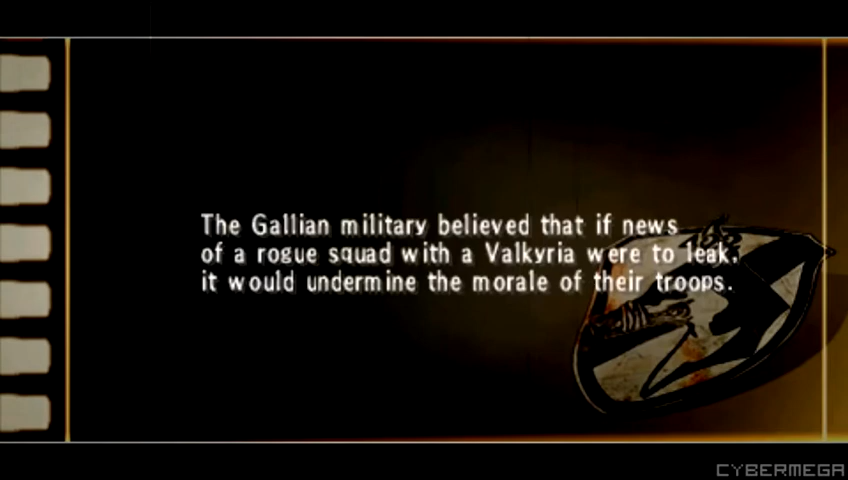 The Gallian military believed that if news
of a rogue squad with a Valkyria were to leak,
it would undermine the morale of their troops.
CYBERMEGA